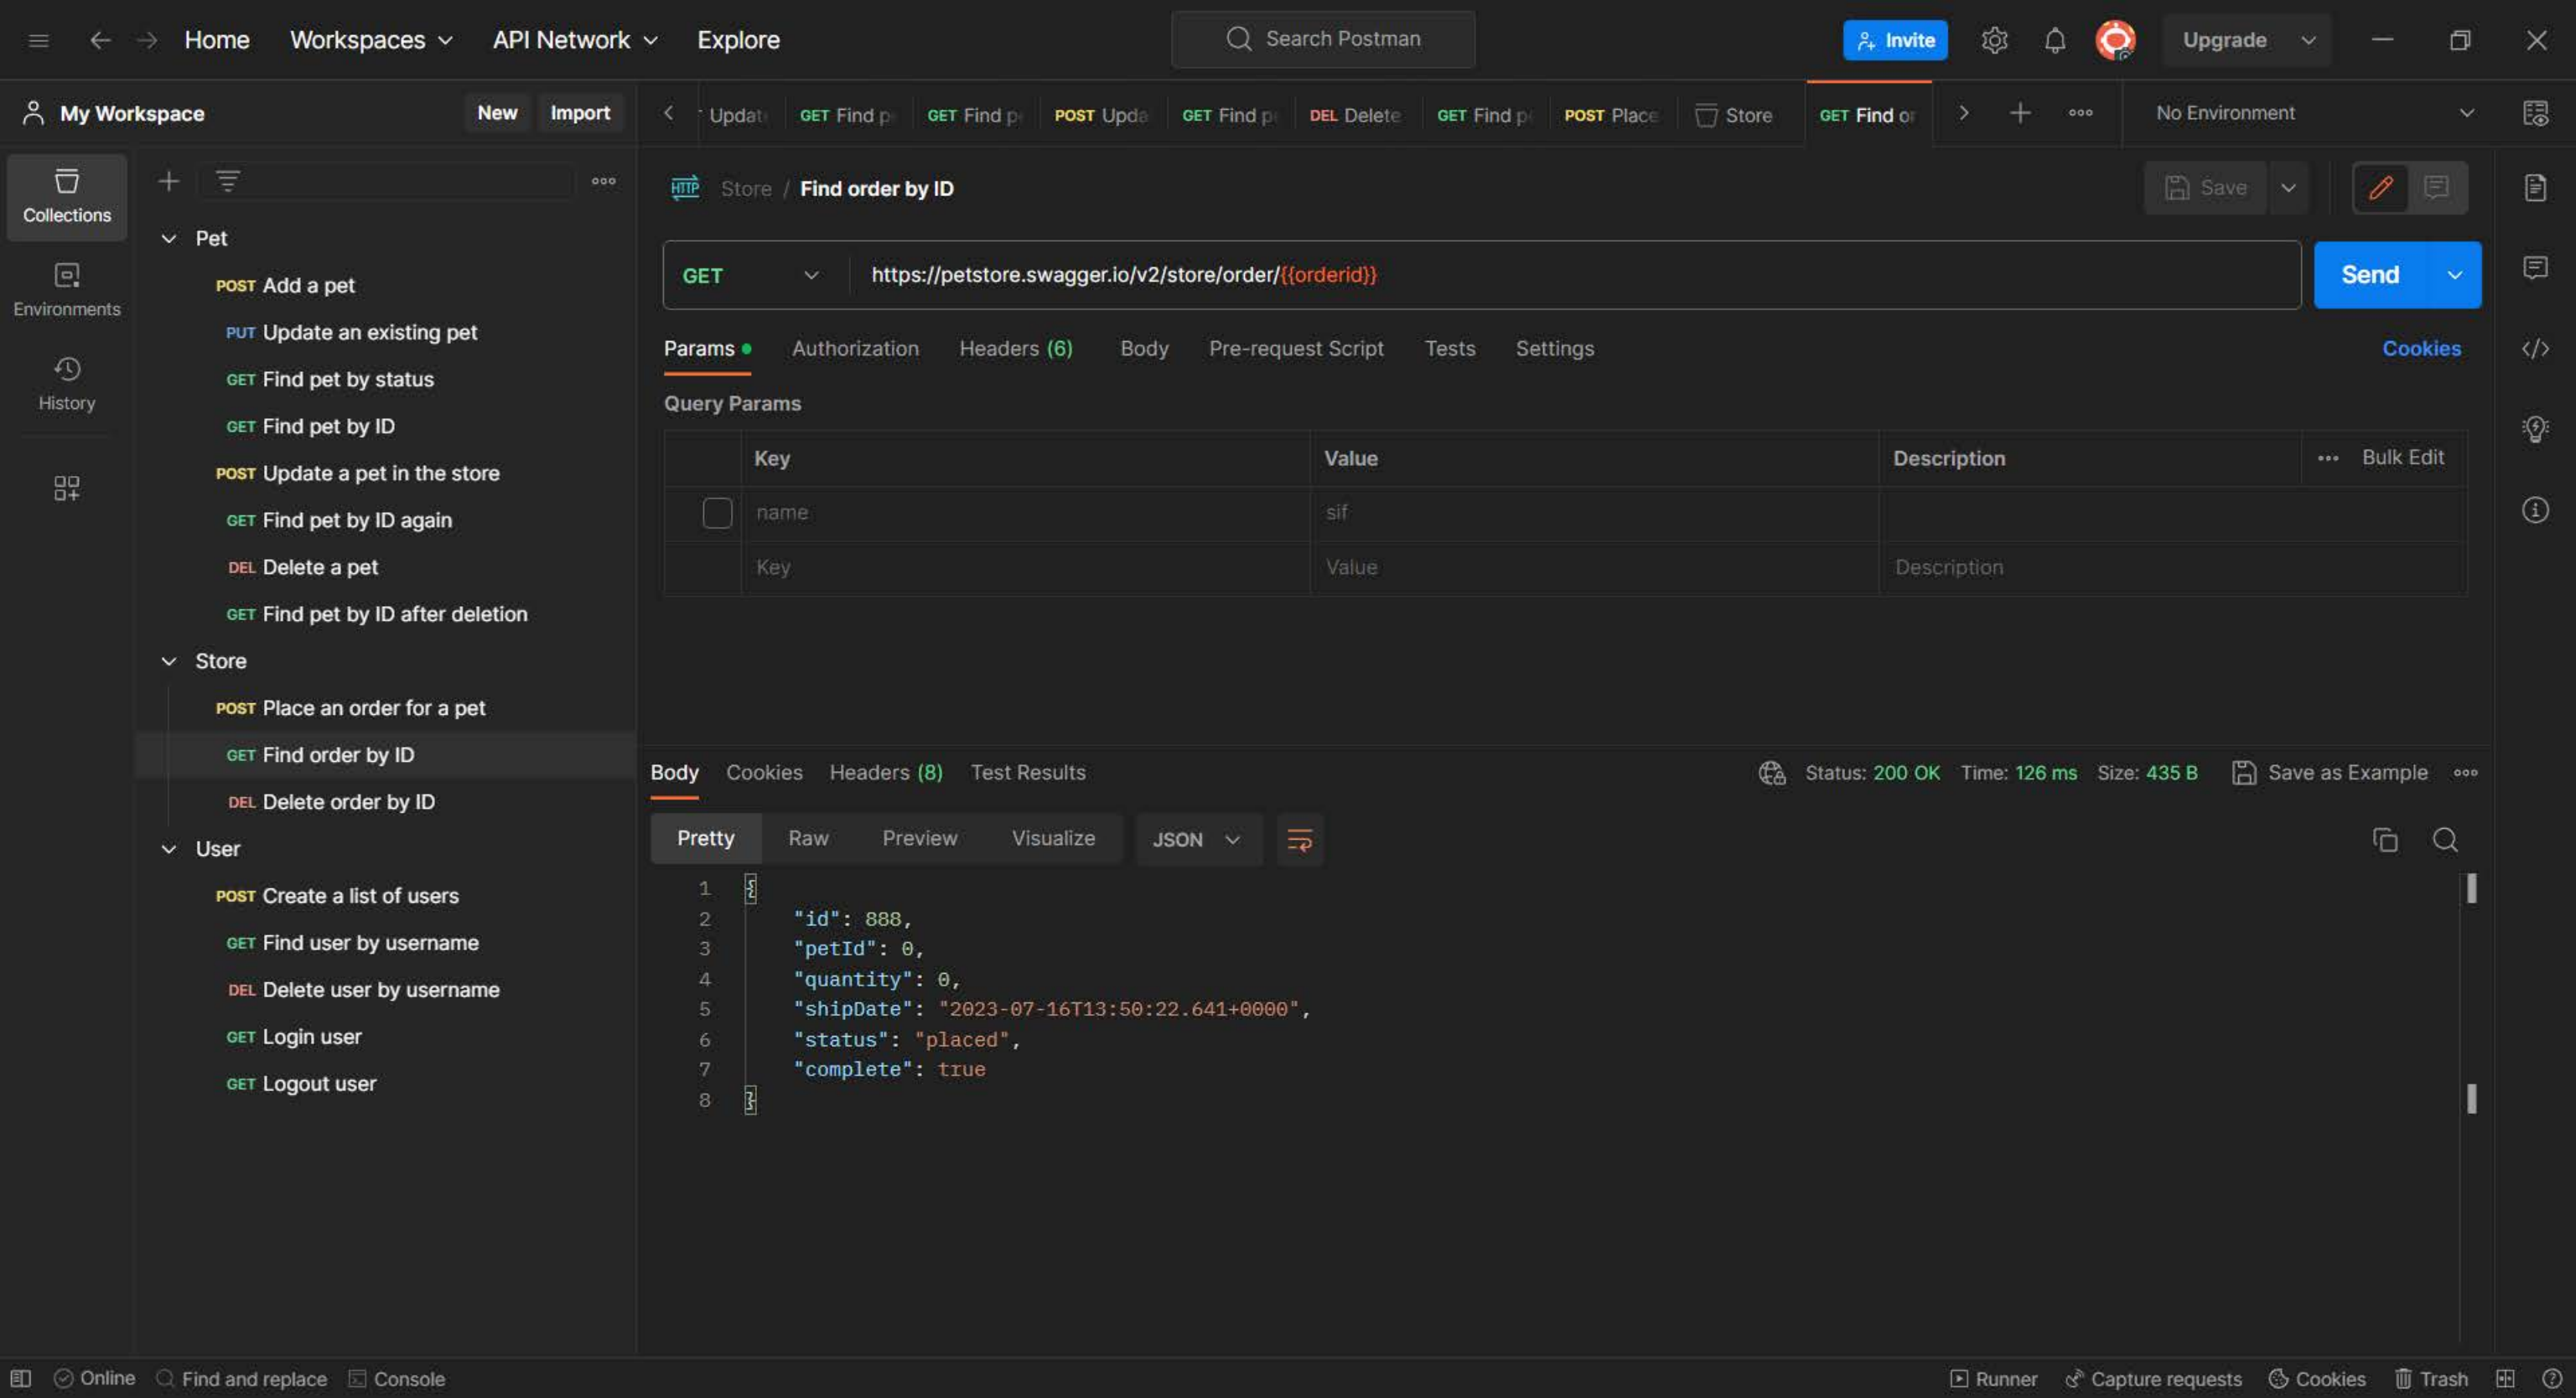 Home Workspaces API Network Explore Search Postman Invite Upgrade
My Workspace New Import
Updat GET Find p GET Find p POST Upda GET Find p DEL Delete GET Find p POST Place Store GET Find or No Environment
Collections
Environments
History
Pet
POST Add a pet
PUT Update an existing pet
GET Find pet by status
GET Find pet by ID
POST Update a pet in the store
GET Find pet by ID again
DEL Delete a pet
GET Find pet by ID after deletion
Store
POST Place an order for a pet
GET Find order by ID
DEL Delete order by ID
User
POST Create a list of users
GET Find user by username
DEL Delete user by username
GET Login user
GET Logout user
HTTP Store / Find order by ID Save
GET https://petstore.swagger.io/v2/store/order/{{orderid}} Send
Params Authorization Headers (6) Body Pre-request Script Tests Settings Cookies
Query Params
Key Value Description Bulk Edit
name sif
Key Value Description
Body Cookies Headers (8) Test Results Status: 200 OK Time: 126 ms Size: 435 B Save as Example
Pretty Raw Preview Visualize JSON
1 {
2 "id": 888,
3 "petId": 0,
4 "quantity": 0,
5 "shipDate": "2023-07-16T13:50:22.641+0000",
6 "status": "placed",
7 "complete": true
8 }
Online Find and replace Console Runner Capture requests Cookies Trash